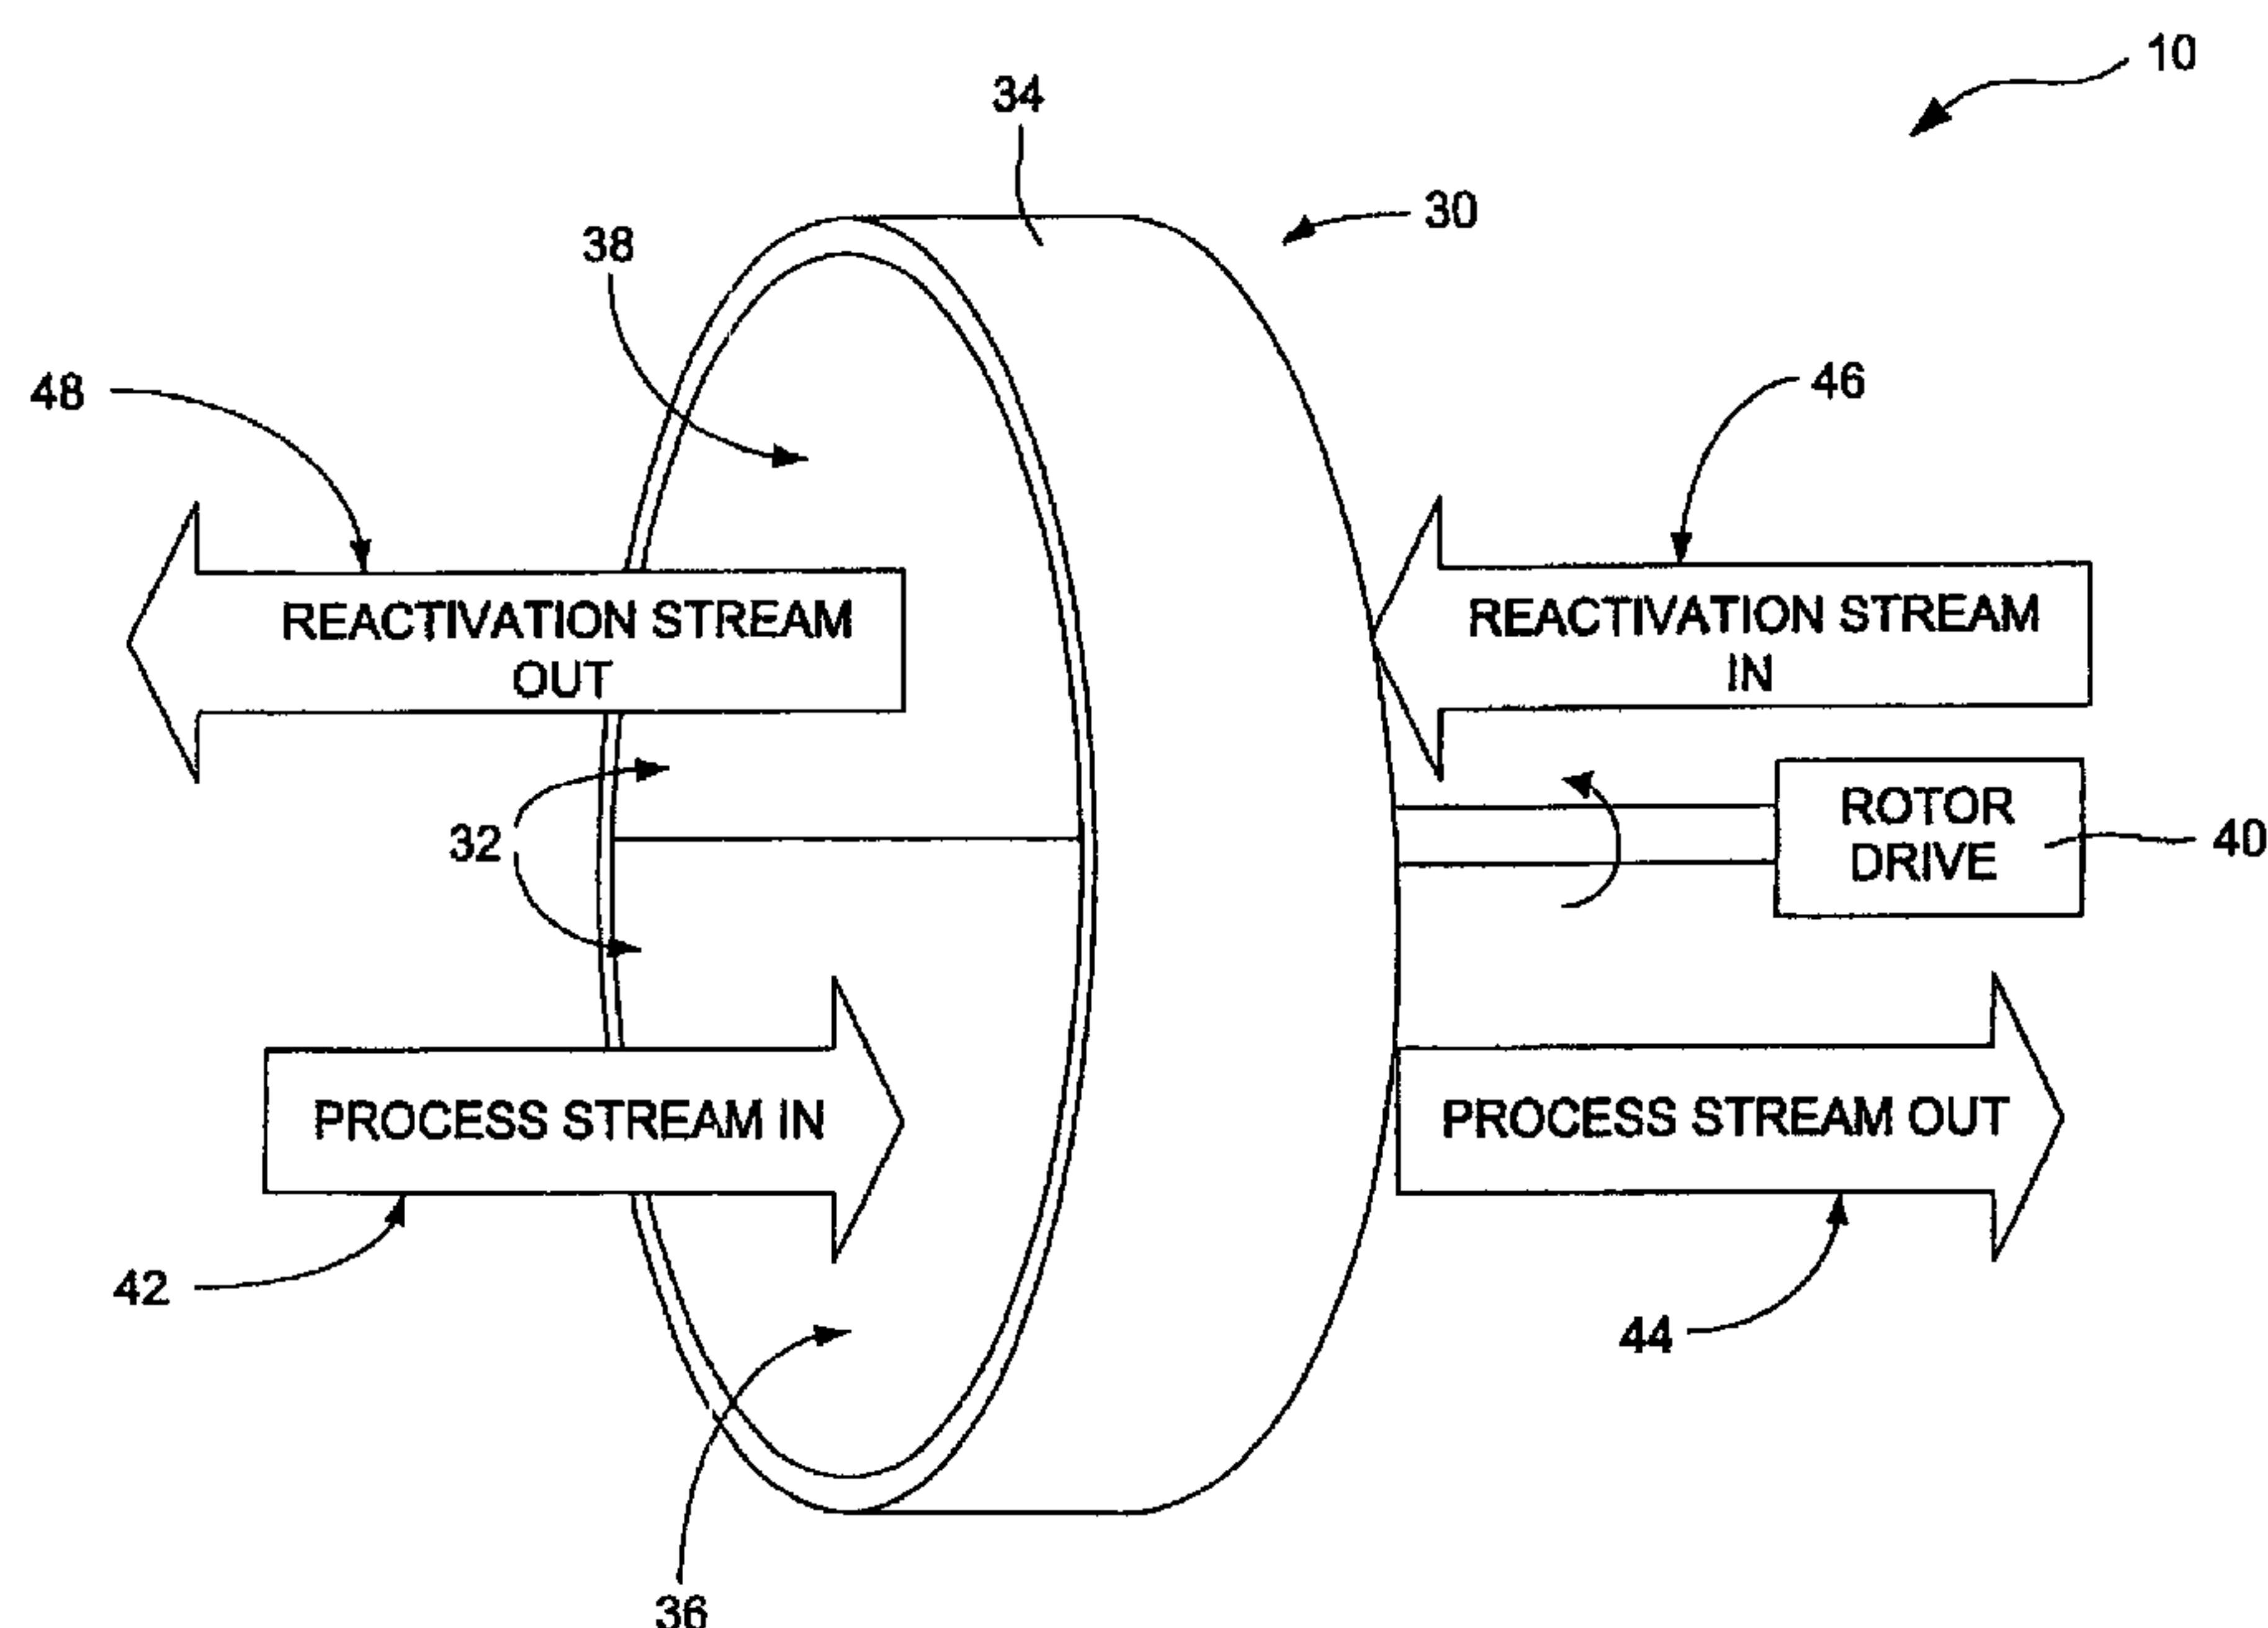 10
34
30
38
48
46
REACTIVATION STREAM
OUT
REACTIVATION STREAM
IN
32
ROTOR
DRIVE
40
PROCESS STREAM IN
PROCESS STREAM OUT
42
44
36